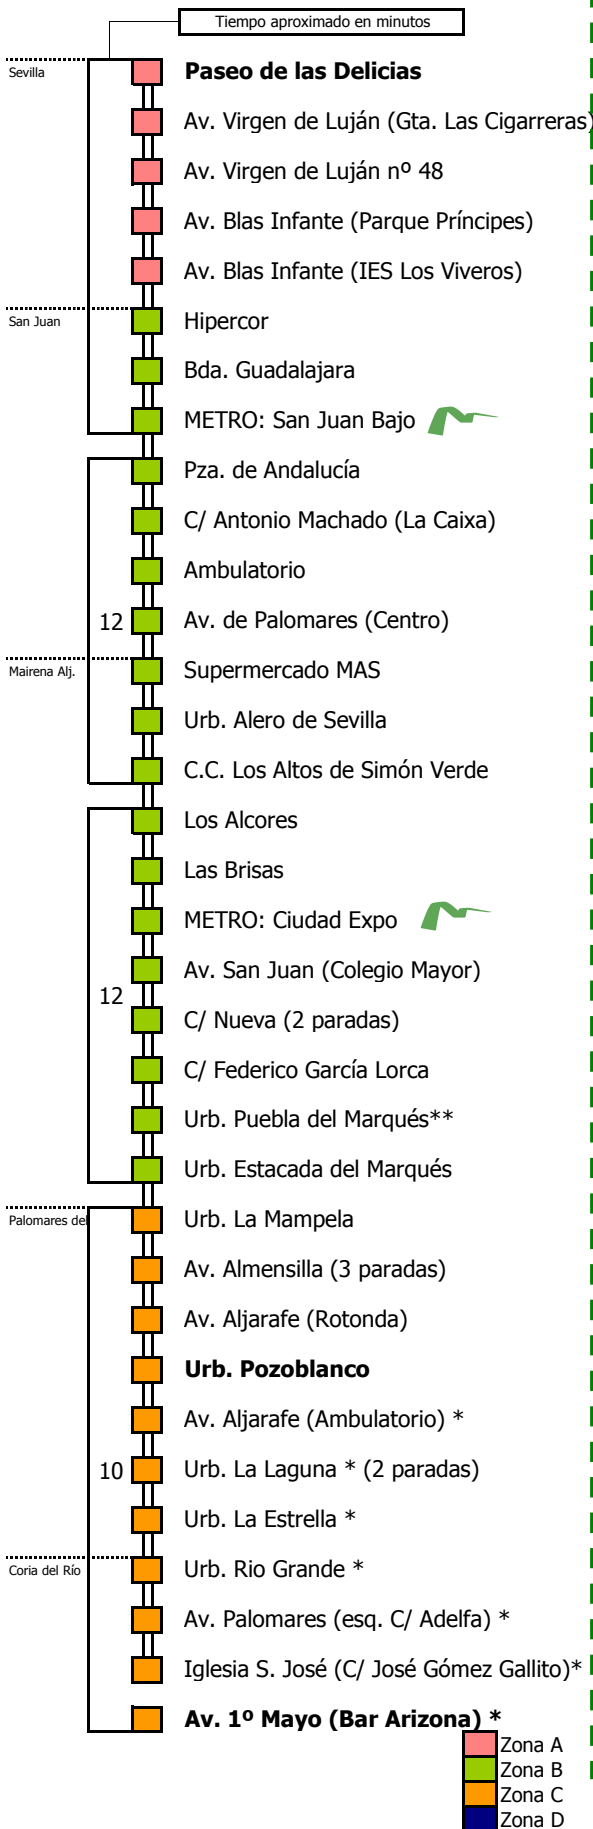 Tiempo aproximado en minutos
Sevilla
Paseo de las Delicias
Av. Virgen de Luján (Gta. Las Cigarreras)
Av. Virgen de Luján nº 48
Av. Blas Infante (Parque Príncipes)
Av. Blas Infante (IES Los Viveros)
San Juan
Hipercor
Bda. Guadalajara
METRO: San Juan Bajo
Pza. de Andalucía
C/ Antonio Machado (La Caixa)
Ambulatorio
12
Av. de Palomares (Centro)
Mairena Alj.
Supermercado MAS
Urb. Alero de Sevilla
C.C. Los Altos de Simón Verde
Los Alcores
Las Brisas
METRO: Ciudad Expo
Av. San Juan (Colegio Mayor)
12
C/ Nueva (2 paradas)
C/ Federico García Lorca
Urb. Puebla del Marqués**
Urb. Estacada del Marqués
Palomares del
Urb. La Mampela
Av. Almensilla (3 paradas)
Av. Aljarafe (Rotonda)
Urb. Pozoblanco
Av. Aljarafe (Ambulatorio) *
10
Urb. La Laguna * (2 paradas)
Urb. La Estrella *
Coria del Río
Urb. Rio Grande *
Av. Palomares (esq. C/ Adelfa) *
Iglesia S. José (C/ José Gómez Gallito)*
Av. 1º Mayo (Bar Arizona) *
Zona A
Zona B
Zona C
Zona D